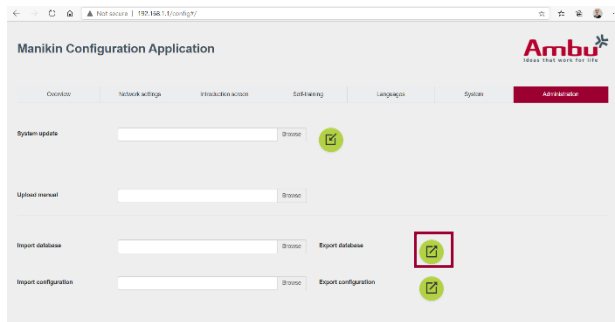 Not secure | 192.168.1.1/config/#/
Manikin Configuration Application
Ambu
Ideas that work for life
Overview Network settings Introduction screen Self-training Languages System Administration
System update Browse
Upload manual Browse
Import database Browse Export database
Import configuration Browse Export configuration